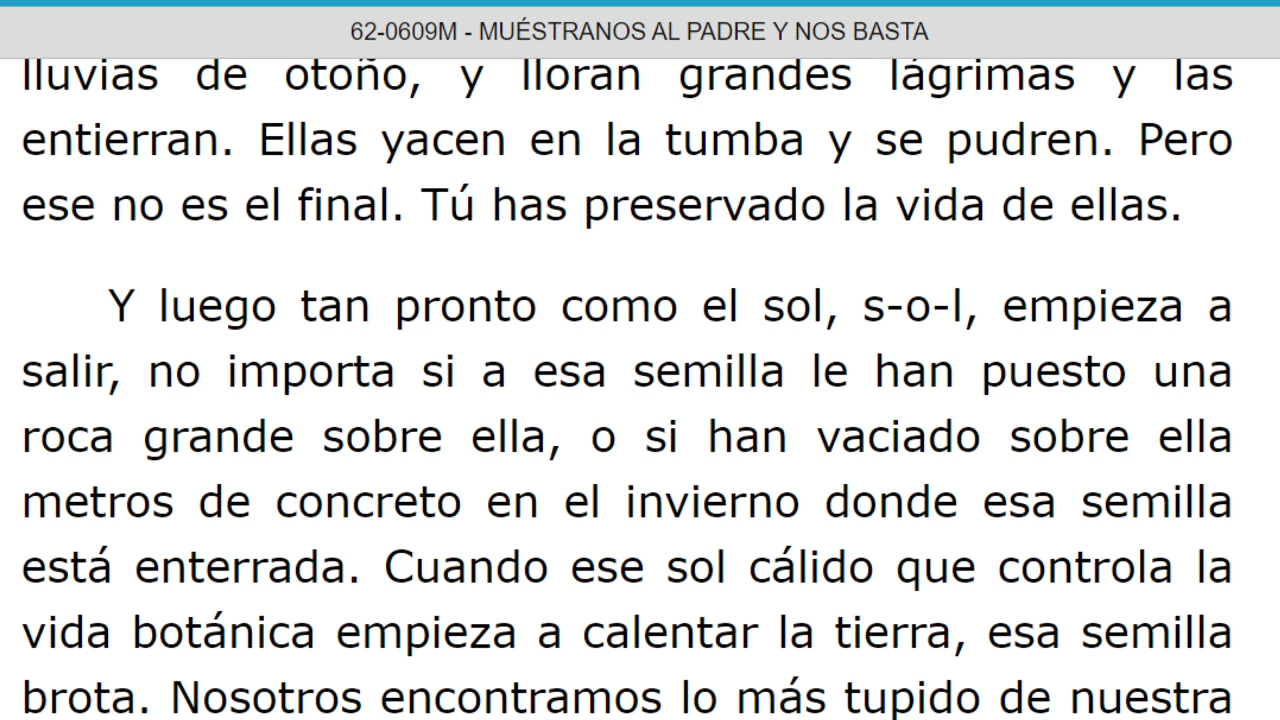 62-0609M - MUÉSTRANOS AL PADRE Y NOS BASTA
lluvias de otoño, y lloran grandes lágrimas y las
entierran. Ellas yacen en la tumba y se pudren. Pero
ese no es el final. Tú has preservado la vida de ellas.
Y luego tan pronto como el sol, s-o-l, empieza a
salir, no importa si a esa semilla le han puesto una
roca grande sobre ella, o si han vaciado sobre ella
metros de concreto en el invierno donde esa semilla
está enterrada. Cuando ese sol cálido que controla la
vida botánica empieza a calentar la tierra, esa semilla
brota. Nosotros encontramos lo más tupido de nuestra